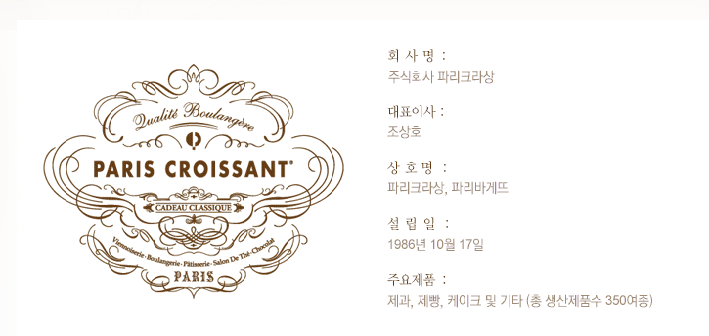 Qualité Boulangère
PARIS CROISSANT
CADEAU CLASSIQUE
Viennoiserie·Boulangerie·Pâtisserie·Salon De Thé·Chocolat
PARIS
회 사 명 :
주식호사 파리크라상
대표이사 :
조상호
상 호 명 :
파리크라상, 파리바게뜨
설 립 일 :
1986년 10월 17일
주요제품 :
제과, 제빵, 케이크 및 기타 (총 생산제품수 350여종)